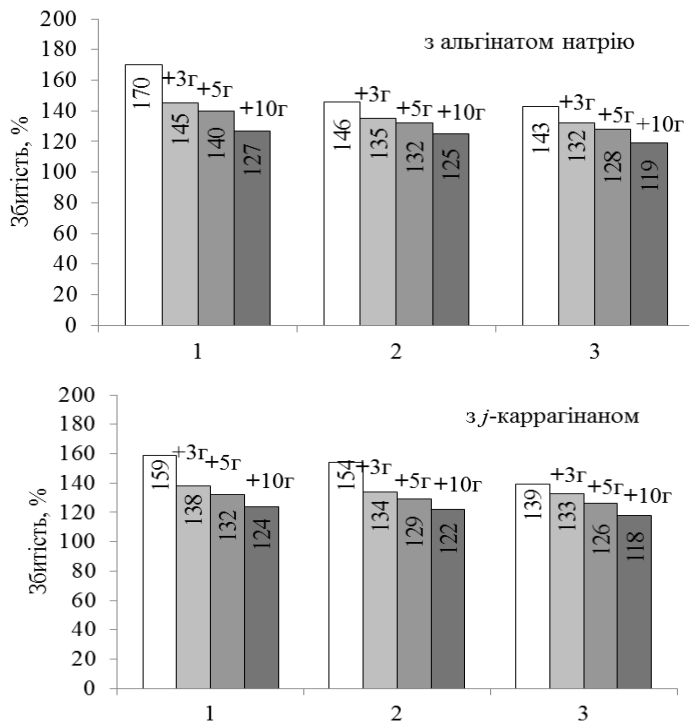 200
180
160
140
120
100
80
60
40
20
0
Збитість, %
з альгінатом натрію
+3г +5г +10г
170 145 140 127
+3г +5г +10г
146 135 132 125
+3г +5г +10г
143 132 128 119
1 2 3
200
180
160
140
120
100
80
60
40
20
0
Збитість, %
з j-каррагінаном
+3г +5г +10г
159 138 132 124
+3г +5г +10г
154 134 129 122
+3г +5г +10г
139 133 126 118
1 2 3